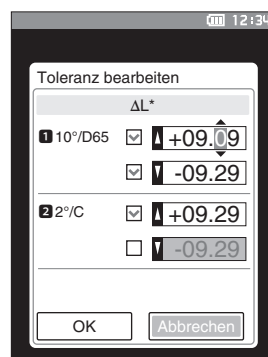 12:34
Toleranz bearbeiten
ΔL*
1 10°/D65 +09.09
-09.29
2 2°/C +09.29
-09.29
OK Abbrechen